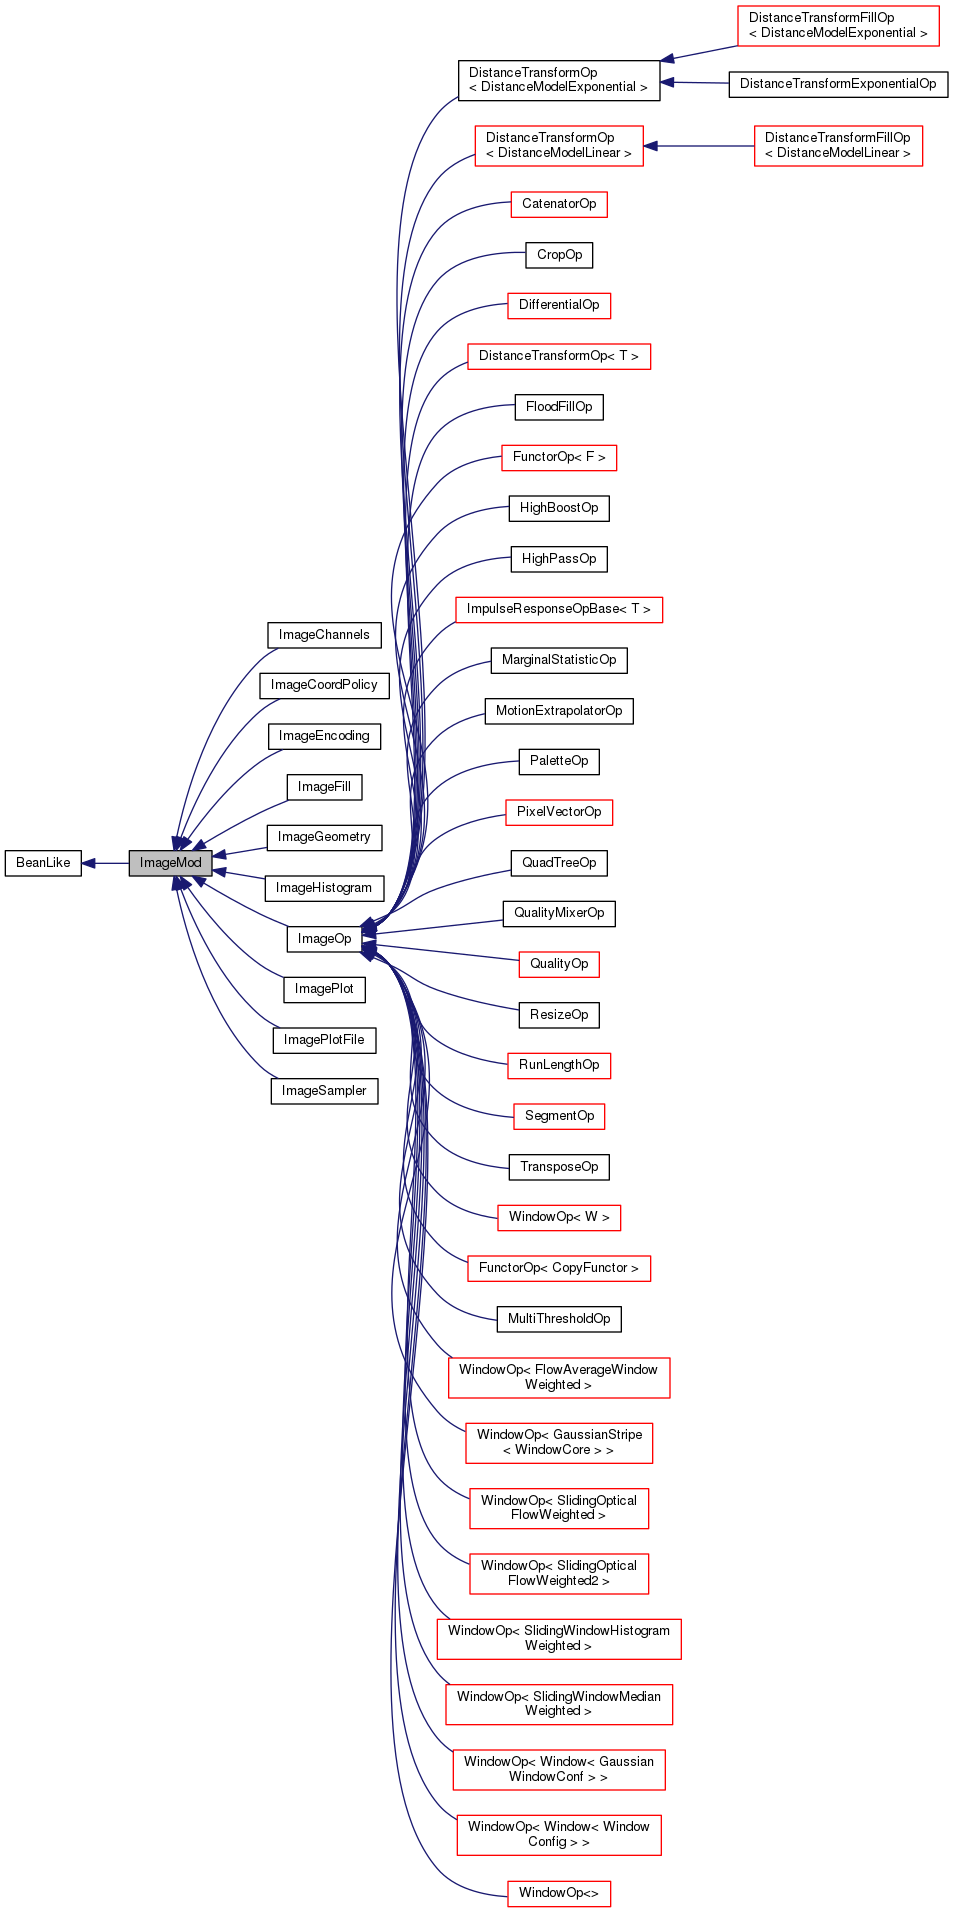 BeanLike
ImageMod
ImageChannels
ImageCoordPolicy
ImageEncoding
ImageFill
ImageGeometry
ImageHistogram
ImageOp
ImagePlot
ImagePlotFile
ImageSampler
DistanceTransformOp
< DistanceModelExponential >
DistanceTransformOp
< DistanceModelLinear >
CatenatorOp
CropOp
DifferentialOp
DistanceTransformOp< T >
FloodFillOp
FunctorOp< F >
HighBoostOp
HighPassOp
ImpulseResponseOpBase< T >
MarginalStatisticOp
MotionExtrapolatorOp
PaletteOp
PixelVectorOp
QuadTreeOp
QualityMixerOp
QualityOp
ResizeOp
RunLengthOp
SegmentOp
TransposeOp
WindowOp< W >
FunctorOp< CopyFunctor >
MultiThresholdOp
WindowOp< FlowAverageWindow
Weighted >
WindowOp< GaussianStripe
< WindowCore > >
WindowOp< SlidingOptical
FlowWeighted >
WindowOp< SlidingOptical
FlowWeighted2 >
WindowOp< SlidingWindowHistogram
Weighted >
WindowOp< SlidingWindowMedian
Weighted >
WindowOp< Window< Gaussian
WindowConf > >
WindowOp< Window< Window
Config > >
WindowOp<>
DistanceTransformFillOp
< DistanceModelExponential >
DistanceTransformExponentialOp
DistanceTransformFillOp
< DistanceModelLinear >